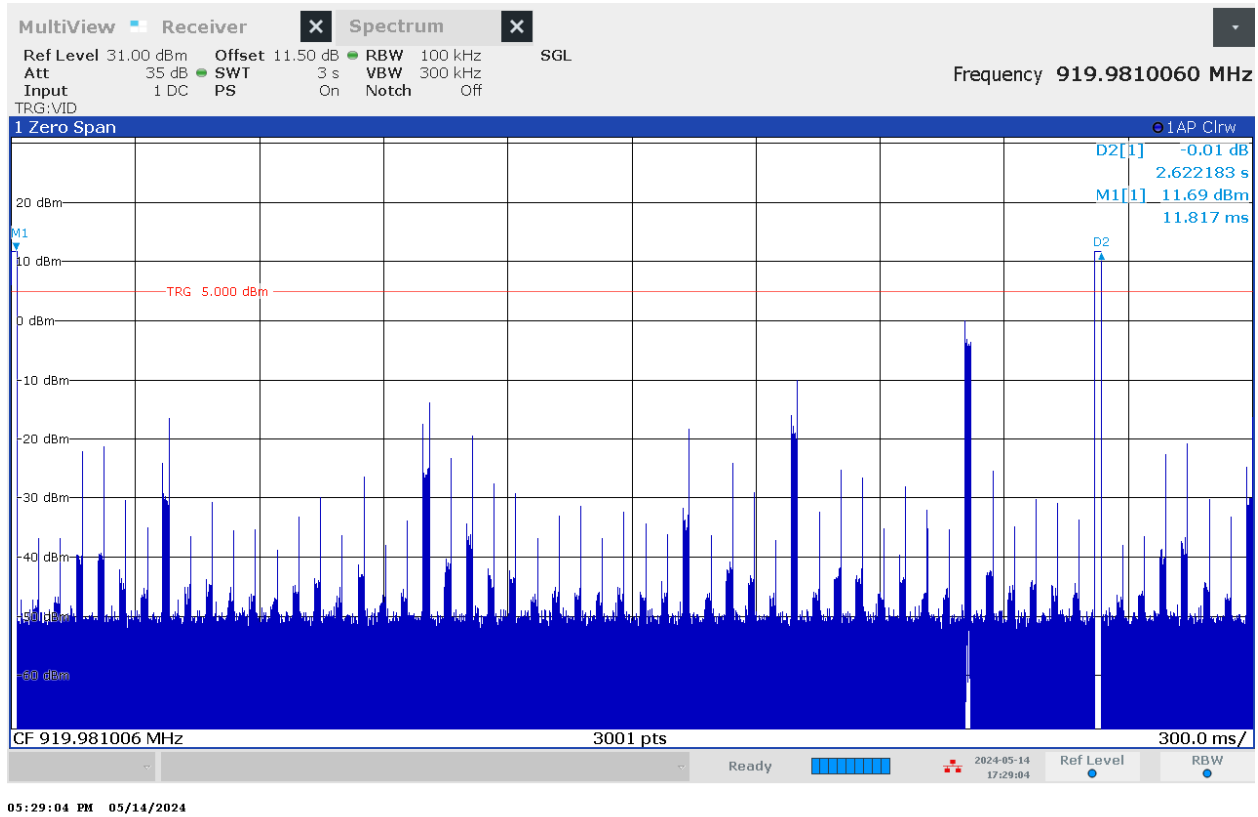 MultiView Receiver X Spectrum X
Ref Level 31.00 dBm Offset 11.50 dB RBW 100 kHz SGL
Att 35 dB SWT 3 s VBW 300 kHz
Input 1 DC PS On Notch Off
TRG:VID
Frequency 919.9810060 MHz
1 Zero Span 1AP Clrw
D2[1] -0.01 dB
2.622183 s
M1[1] 11.69 dBm
11.817 ms
20 dBm
M1
D2
10 dBm
TRG 5.000 dBm
0 dBm
-10 dBm
-20 dBm
-30 dBm
-40 dBm
-50 dBm
-60 dBm
CF 919.981006 MHz 3001 pts 300.0 ms/
Ready 2024-05-14 Ref Level RBW
17:29:04
05:29:04 PM 05/14/2024